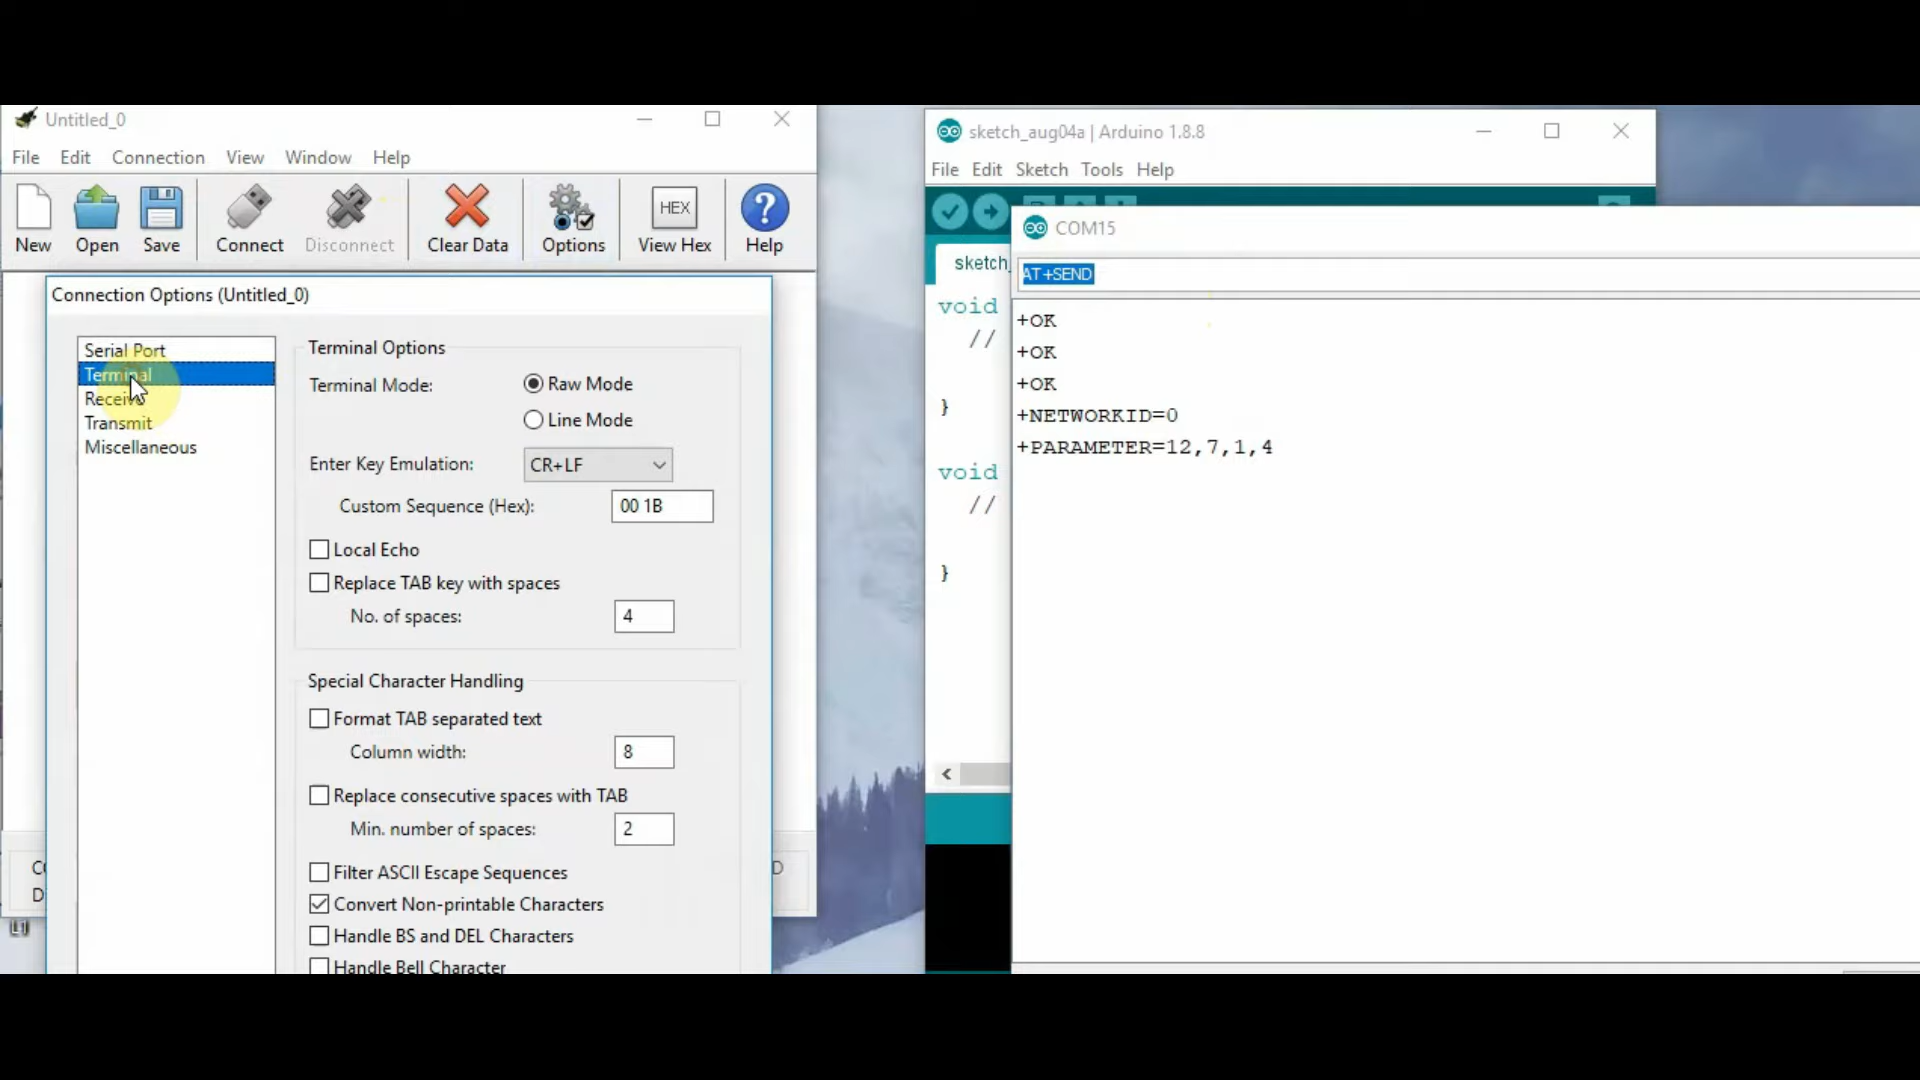 Untitled_0
File Edit Connection View Window Help
New Open Save Connect Disconnect Clear Data Options HEX View Hex Help
Connection Options (Untitled_0)
Serial Port
Terminal
Receive
Transmit
Miscellaneous
Terminal Options
Terminal Mode:
Raw Mode
Line Mode
Enter Key Emulation:
CR+LF
Custom Sequence (Hex):
00 1B
Local Echo
Replace TAB key with spaces
No. of spaces:
4
Special Character Handling
Format TAB separated text
Column width:
8
Replace consecutive spaces with TAB
Min. number of spaces:
2
Filter ASCII Escape Sequences
Convert Non-printable Characters
Handle BS and DEL Characters
Handle Bell Character
sketch_aug04a | Arduino 1.8.8
File Edit Sketch Tools Help
sketch_
void
//
}
void
//
}
COM15
AT+SEND
+OK
+OK
+OK
+NETWORKID=0
+PARAMETER=12,7,1,4